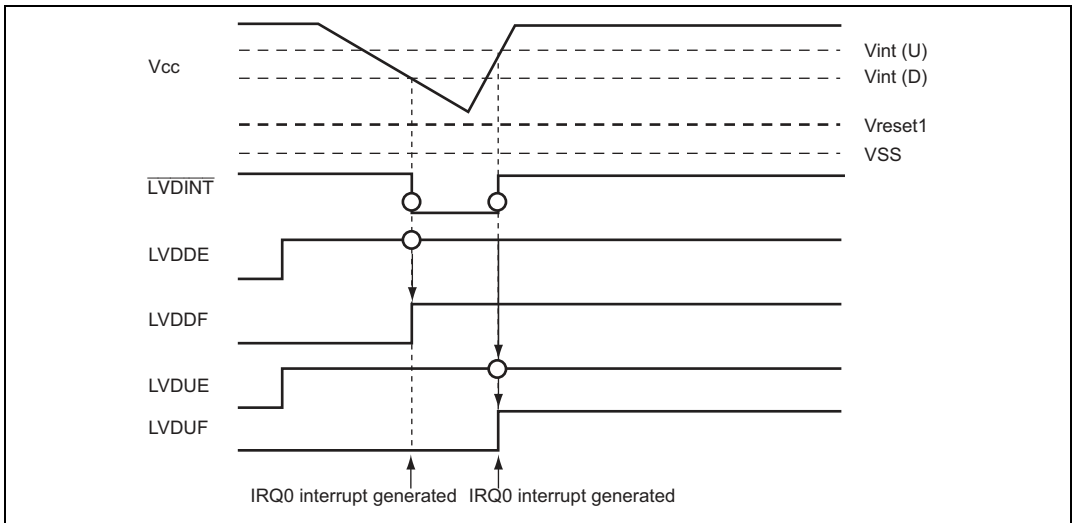 Vcc
Vint (U)
Vint (D)
Vreset1
VSS
LVDINT
LVDDE
LVDDF
LVDUE
LVDUF
IRQ0 interrupt generated IRQ0 interrupt generated